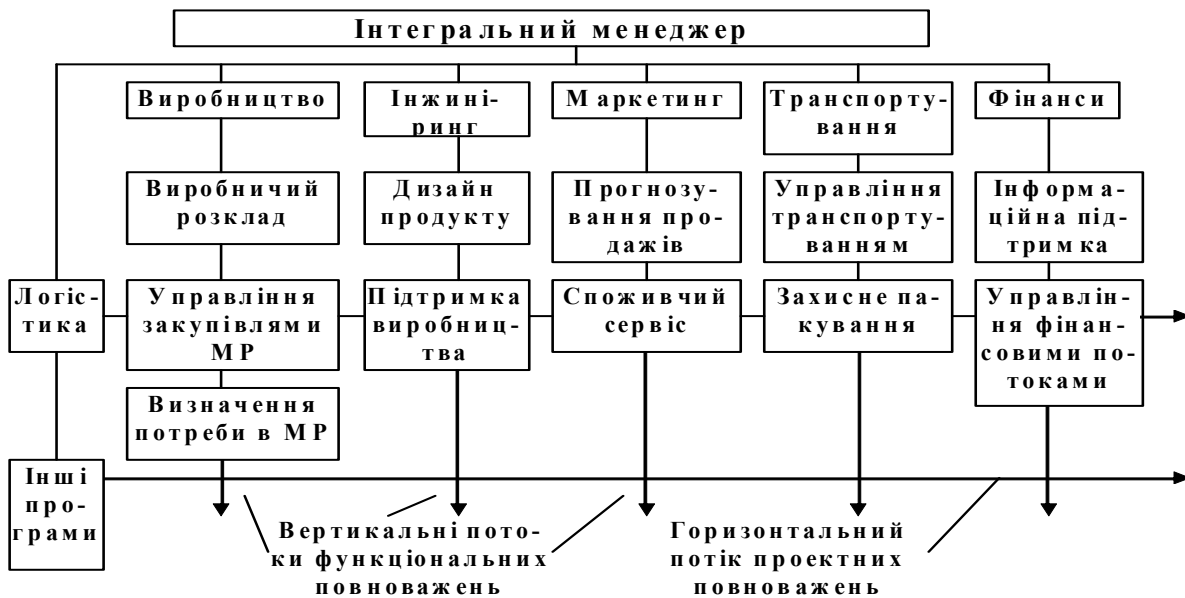 Інтегральний менеджер
Виробництво
Інжині-
ринг
Маркетинг
Транспорту-
вання
Фінанси
Виробничий
розклад
Дизайн
продукту
Прогнозу-
вання про-
дажів
Управління
транспорту-
ванням
Інформа-
ційна під-
тримка
Логіс-
тика
Управління
закупівлями
МР
Підтримка
виробниц-
тва
Споживчий
сервіс
Захисне па-
кування
Управлін-
ня фінан-
совими по-
токами
Визначення
потреби в МР
Інші
про-
грами
Вертикальні пото-
ки функціональних
повноважень
Горизонтальний
потік проектних
повноважень